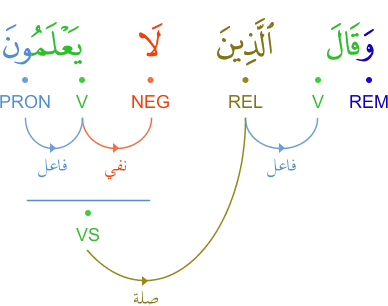 وَقَالَ ٱلَّذِينَ لَا يَعْلَمُونَ
REM V REL NEG V PRON
فاعل نفي فاعل
VS
صلة